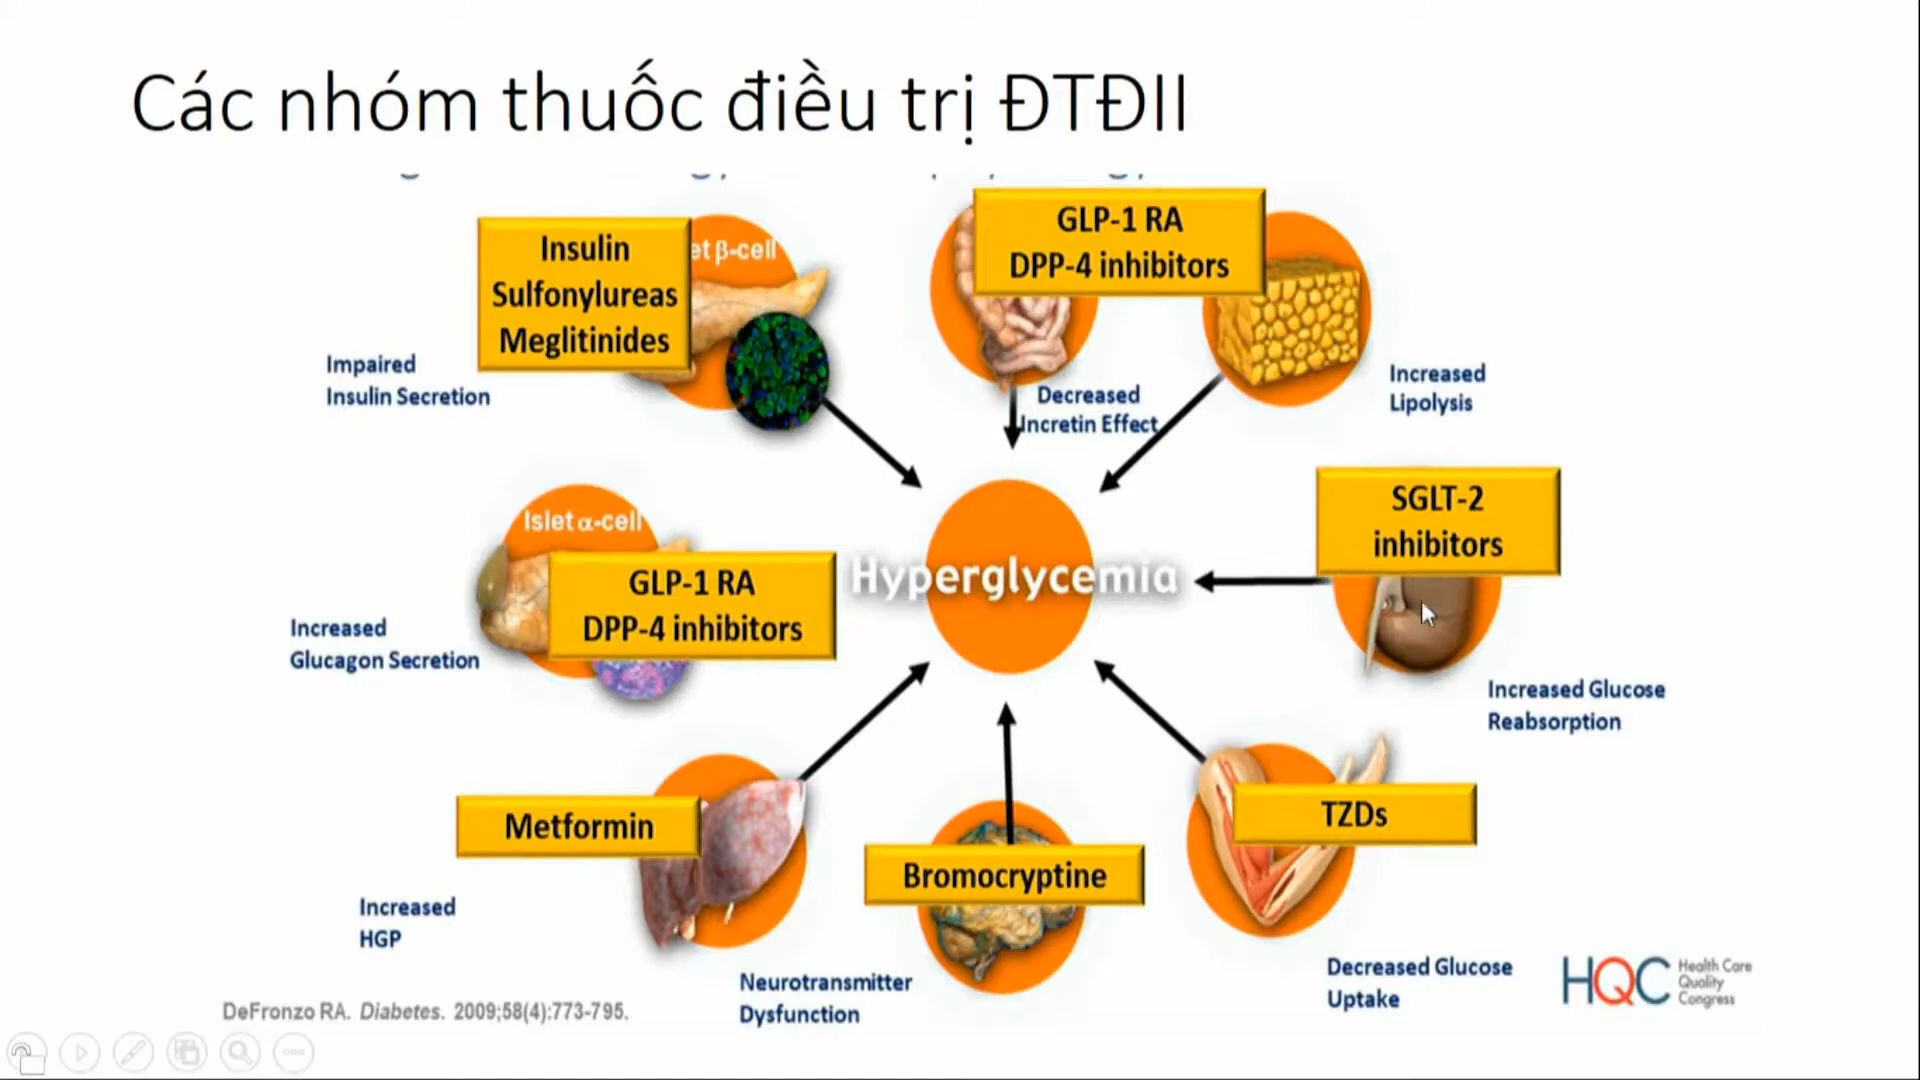 Các nhóm thuốc điều trị ĐTĐII
Insulin
Sulfonylureas
Meglitinides
et β-cell
Impaired
Insulin Secretion
GLP-1 RA
DPP-4 inhibitors
Decreased
Incretin Effect
Increased
Lipolysis
Islet α-cell
GLP-1 RA
DPP-4 inhibitors
Increased
Glucagon Secretion
Hyperglycemia
SGLT-2
inhibitors
Increased Glucose
Reabsorption
Metformin
Increased
HGP
Bromocryptine
Neurotransmitter
Dysfunction
TZDs
Decreased Glucose
Uptake
DeFronzo RA. Diabetes. 2009;58(4):773-795.
HQC
Health Care
Quality
Congress